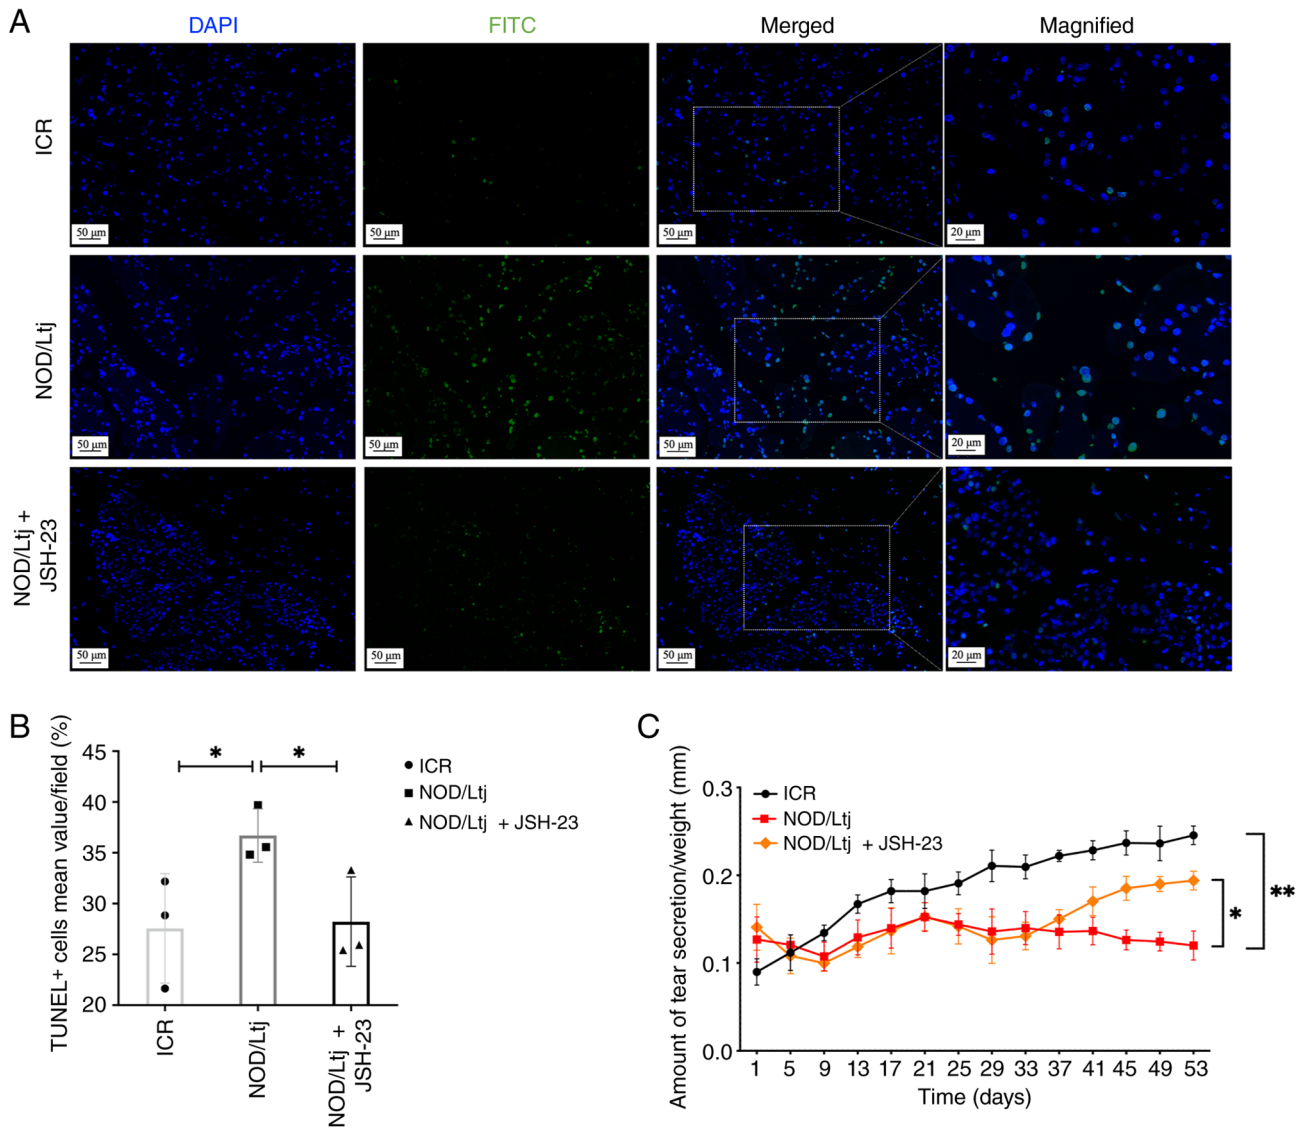 A
DAPI FITC Merged Magnified
ICR
50 μm 50 μm 50 μm 20 μm
NOD/Ltj
50 μm 50 μm 50 μm 20 μm
NOD/Ltj +
JSH-23
50 μm 50 μm 50 μm 20 μm
B
TUNEL+ cells mean value/field (%)
45
40
35
30
25
20
* *
ICR
NOD/Ltj
NOD/Ltj + JSH-23
ICR
NOD/Ltj
NOD/Ltj +
JSH-23
C
Amount of tear secretion/weight (mm)
0.3
0.2
0.1
0.0
ICR
NOD/Ltj
NOD/Ltj + JSH-23
*
**
1 5 9 13 17 21 25 29 33 37 41 45 49 53
Time (days)